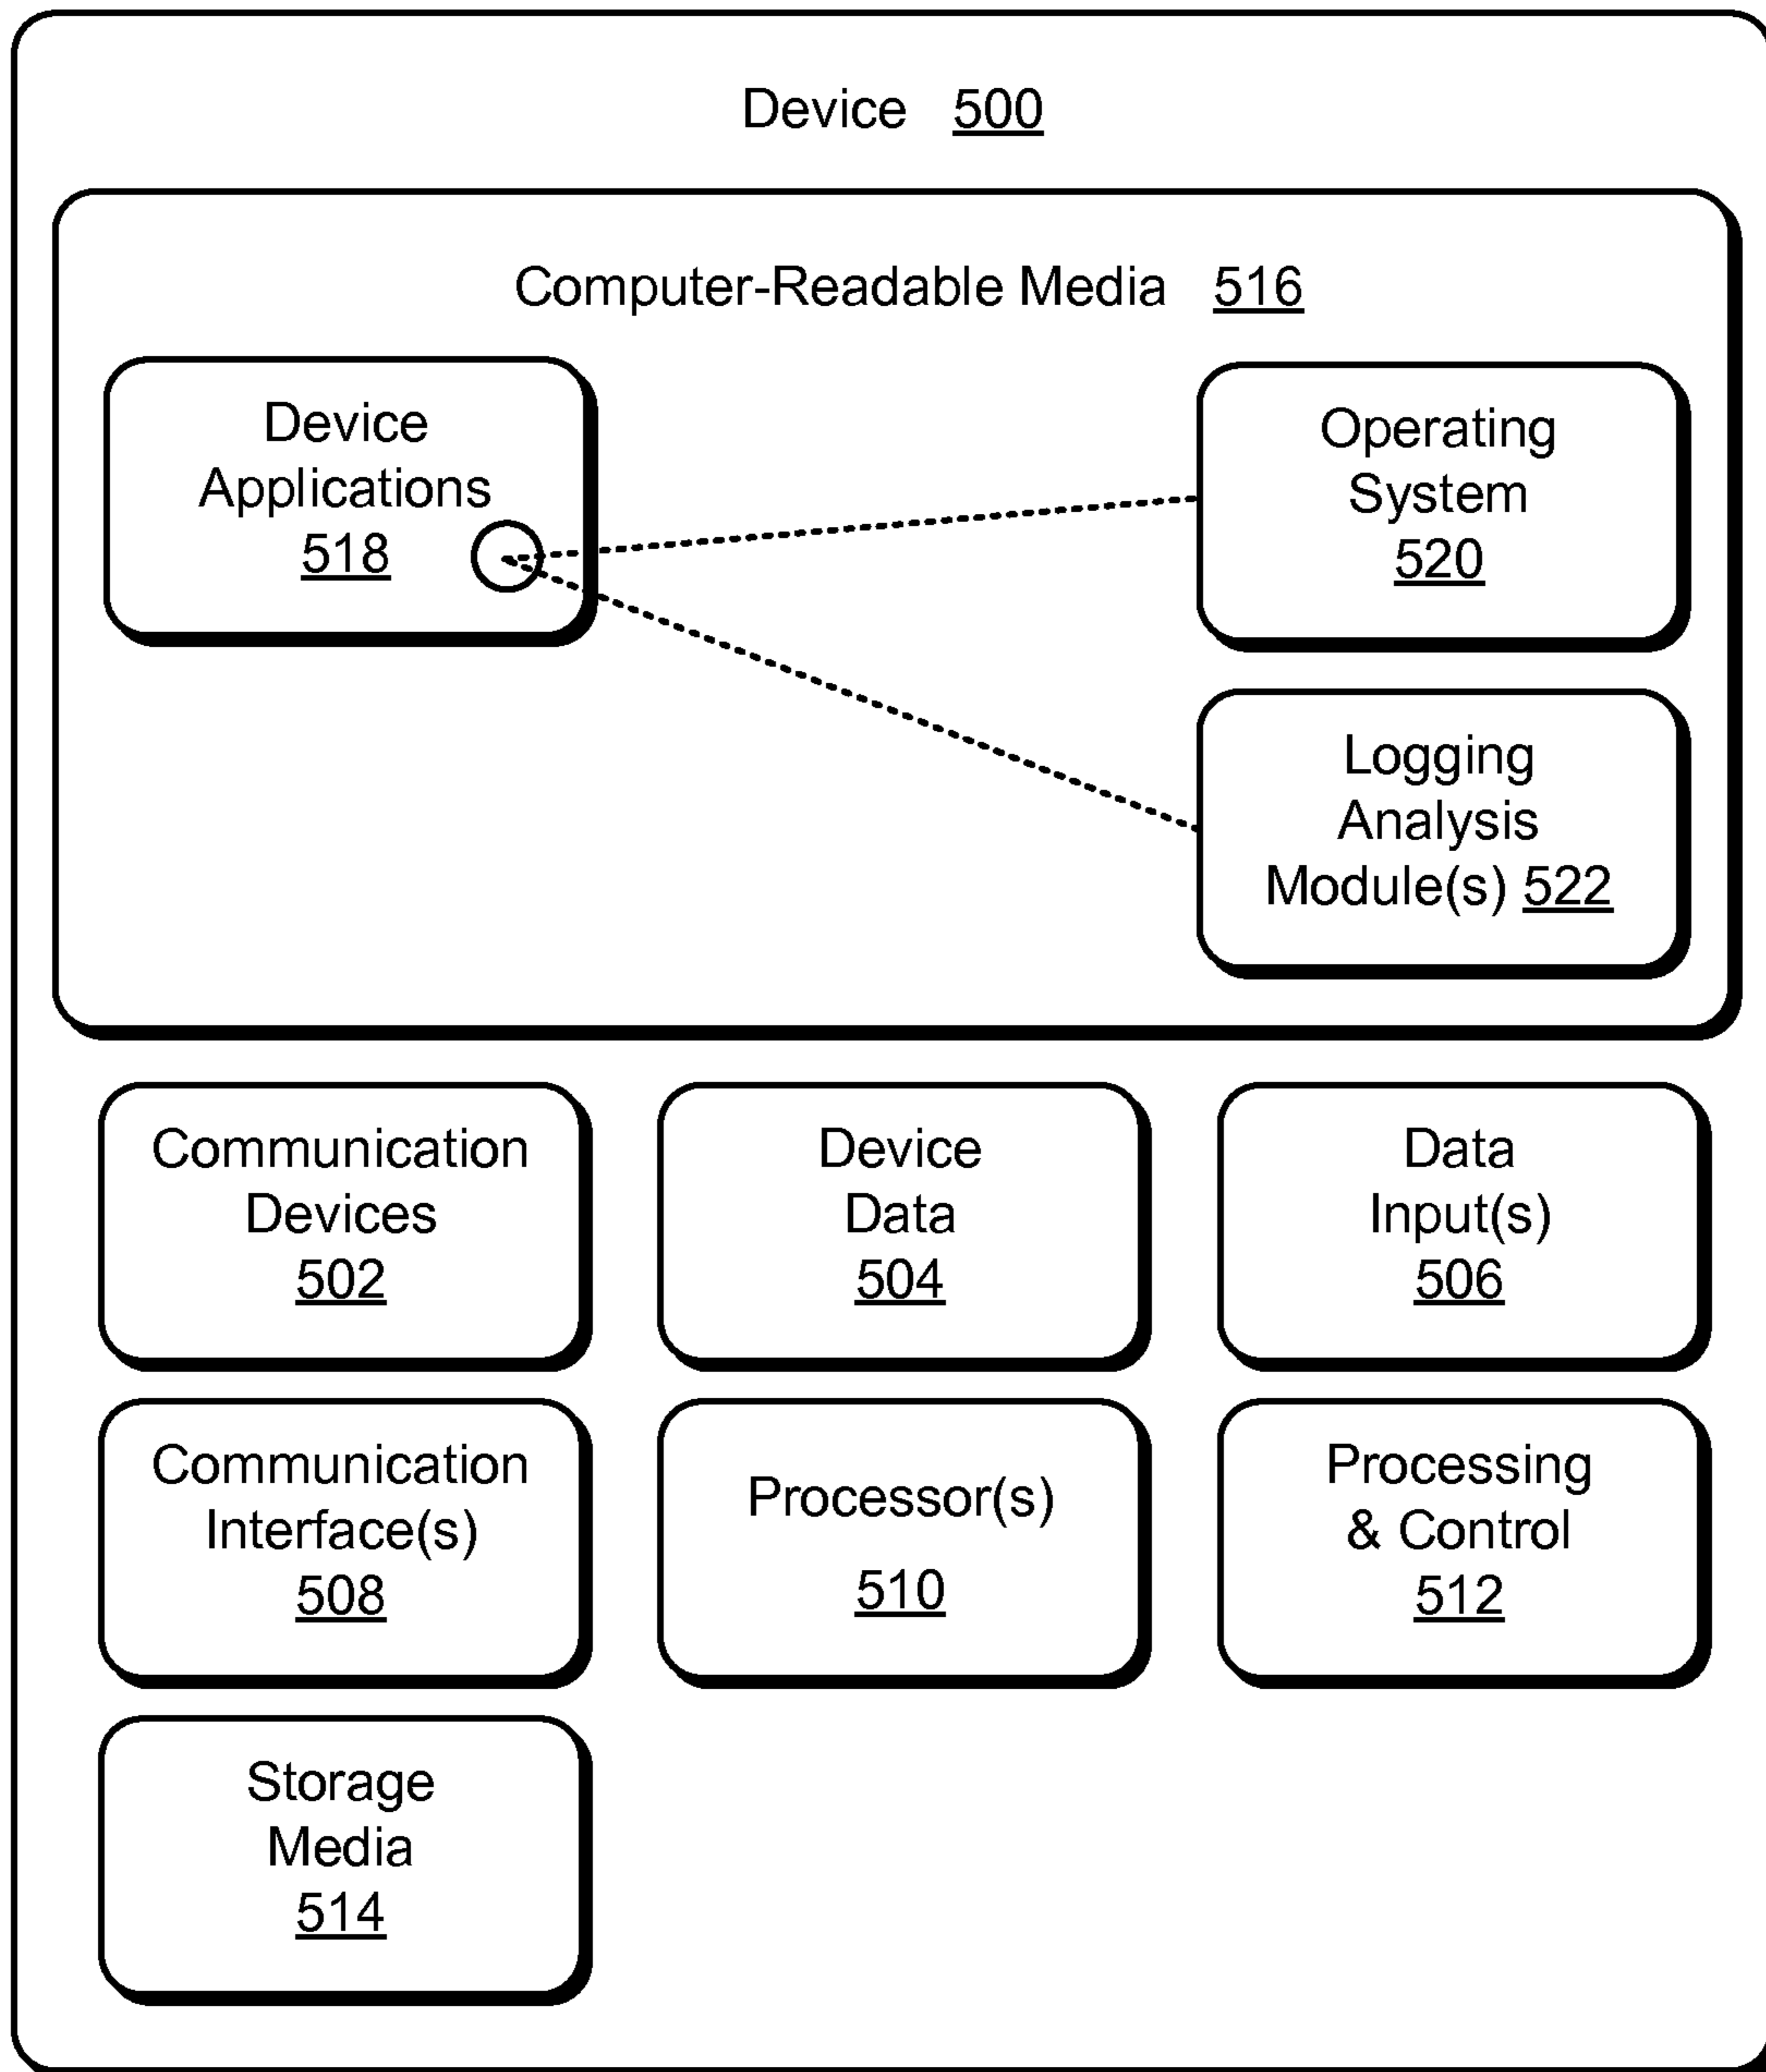 Device 500
Computer-Readable Media 516
Device
Applications
518
Operating
System
520
Logging
Analysis
Module(s) 522
Communication
Devices
502
Device
Data
504
Data
Input(s)
506
Communication
Interface(s)
508
Processor(s)
510
Processing
& Control
512
Storage
Media
514